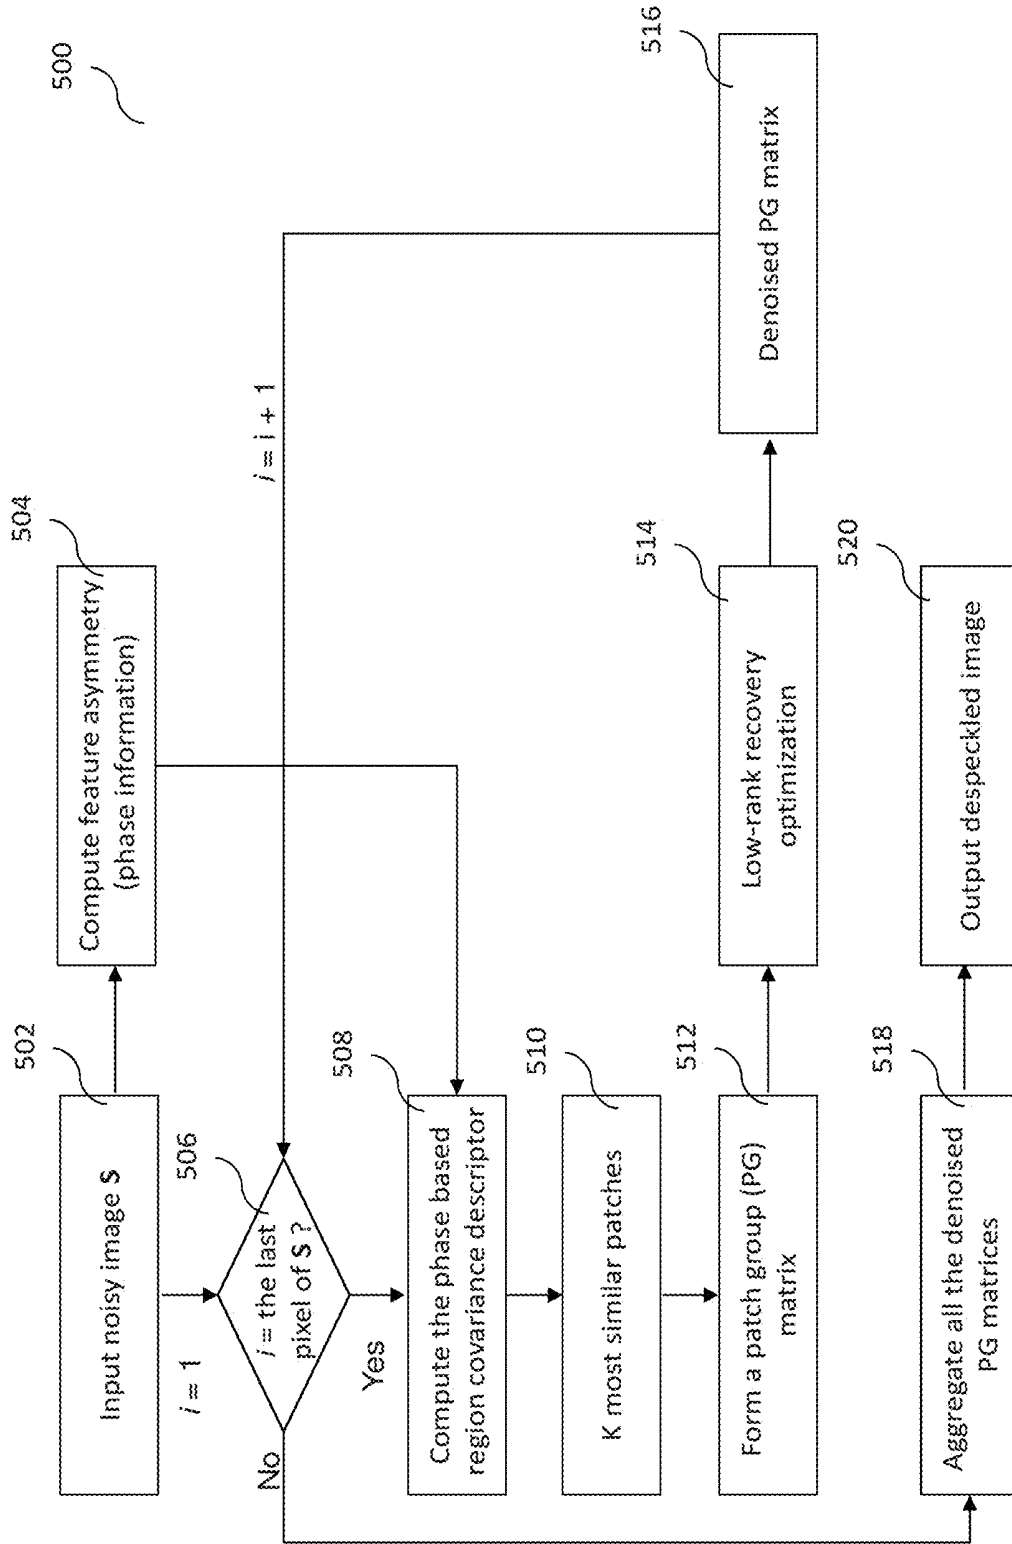 500
502
Input noisy image S
504
Compute feature asymmetry
(phase information)
i = 1
506
i = the last
pixel of S ?
i = i + 1
No
Yes
508
Compute the phase based
region covariance descriptor
510
K most similar patches
512
Form a patch group (PG)
matrix
514
Low-rank recovery
optimization
516
Denoised PG matrix
518
Aggregate all the denoised
PG matrices
520
Output despeckled image